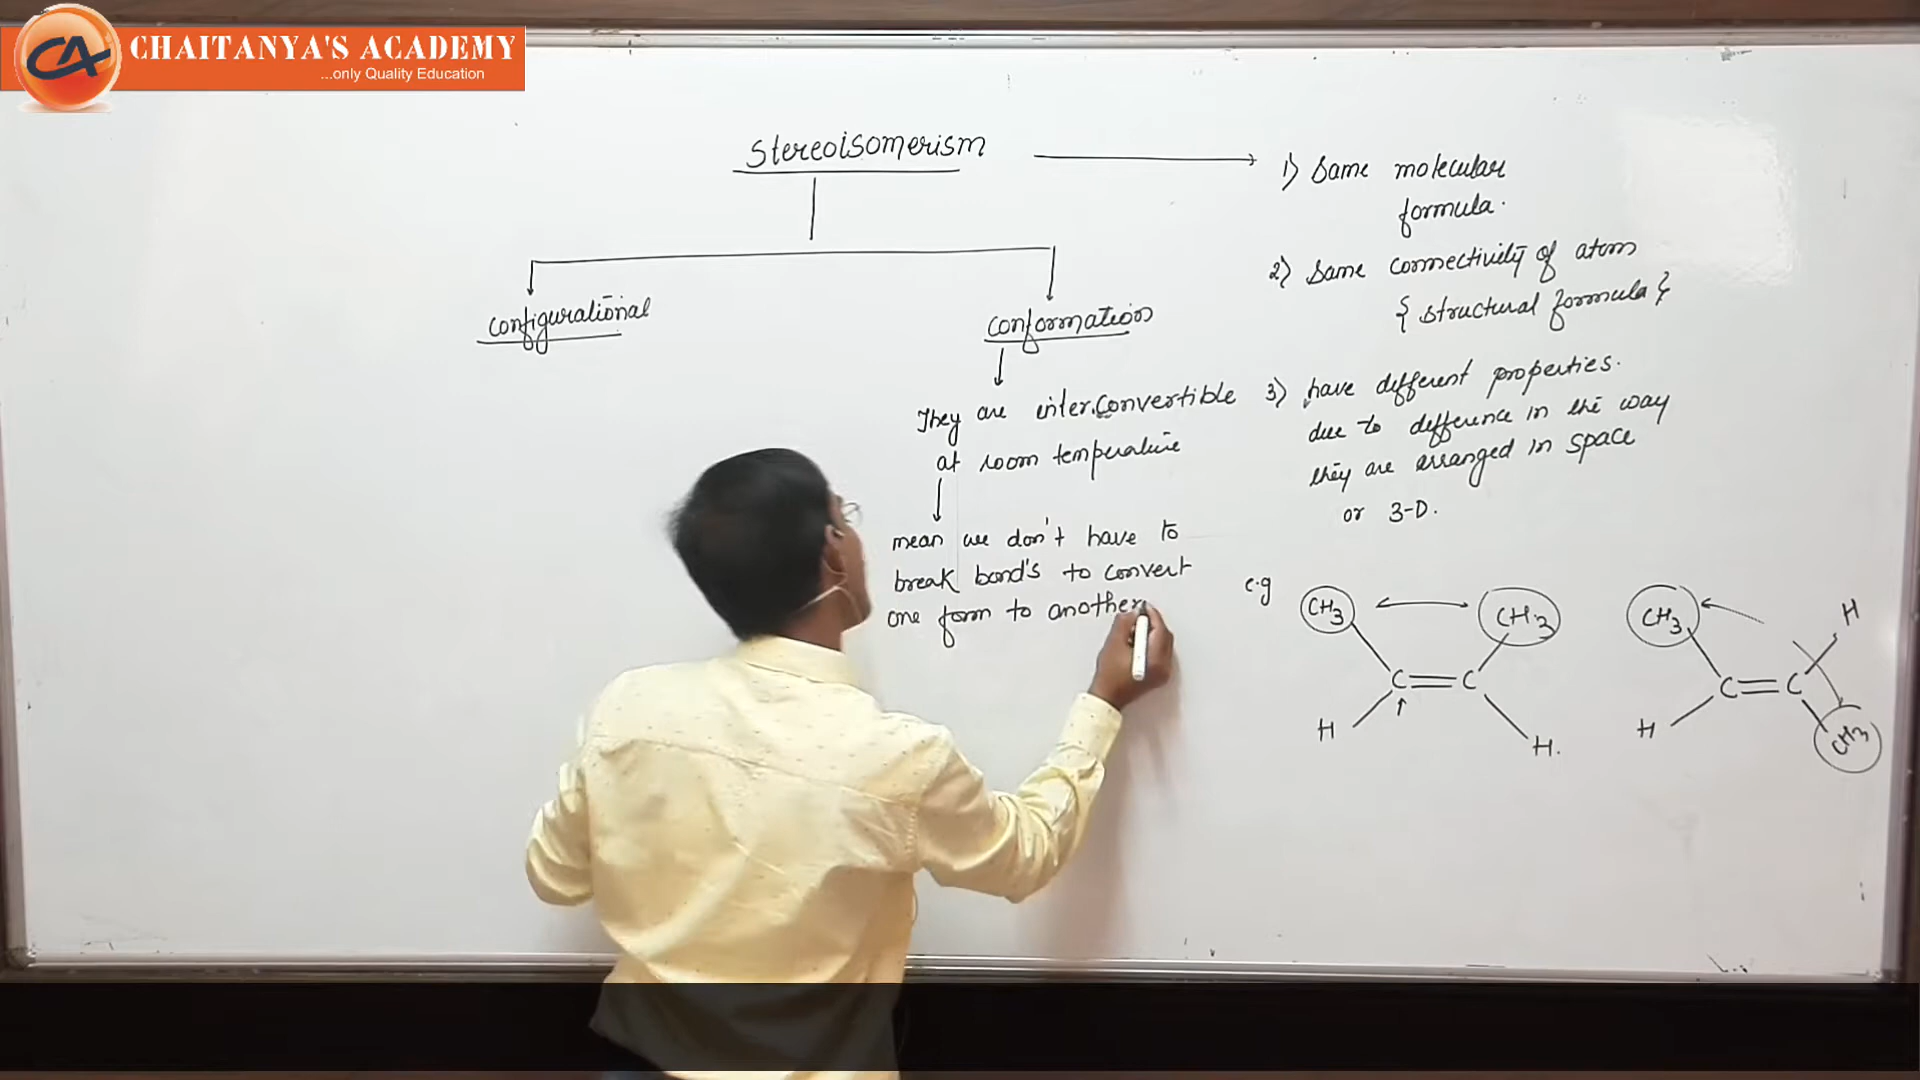 CHAITANYA'S ACADEMY
...only Quality Education
CA
Stereoisomerism
1) Same molecular
formula.
2) Same connectivity of atom
{ structural formula }
configurational
conformation
They are inter.convertible
at room temperature
mean we don't have to
break bond's to convert
one form to another
3) have different properties.
due to difference in the way
they are arranged in space
or 3-D.
e.g
CH3
CH3
C=C
H
H.
CH3
H
C=C
H
CH3